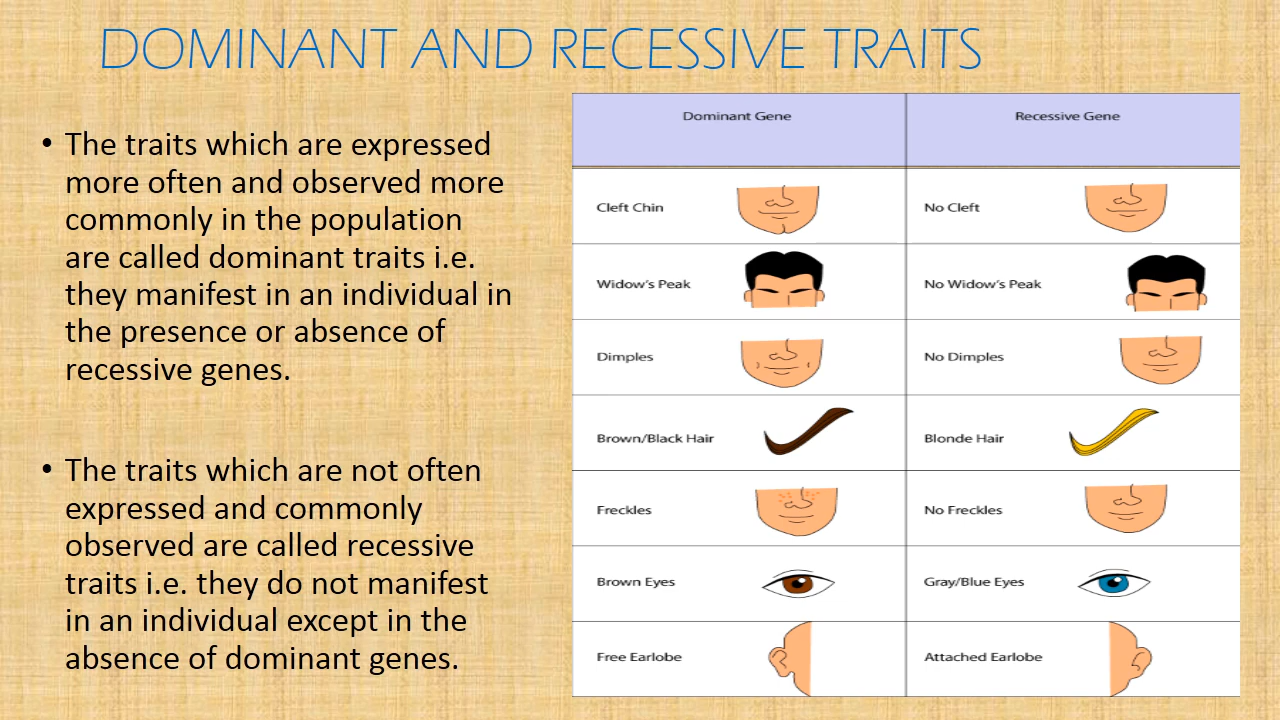 DOMINANT AND RECESSIVE TRAITS
• The traits which are expressed
more often and observed more
commonly in the population
are called dominant traits i.e.
they manifest in an individual in
the presence or absence of
recessive genes.
• The traits which are not often
expressed and commonly
observed are called recessive
traits i.e. they do not manifest
in an individual except in the
absence of dominant genes.
Dominant Gene Recessive Gene
Cleft Chin No Cleft
Widow's Peak No Widow's Peak
Dimples No Dimples
Brown/Black Hair Blonde Hair
Freckles No Freckles
Brown Eyes Gray/Blue Eyes
Free Earlobe Attached Earlobe